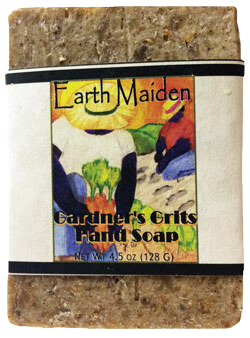 Earth Maiden
Gardner's Grits
Hand Soap
NET WT 4.5 oz (128 G)